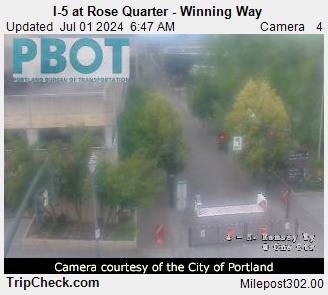 I-5 at Rose Quarter - Winning Way
Updated Jul 01 2024 6:47 AM Camera 4
PBOT
PORTLAND BUREAU OF TRANSPORTATION
Camera courtesy of the City of Portland
TripCheck.com Milepost302.00